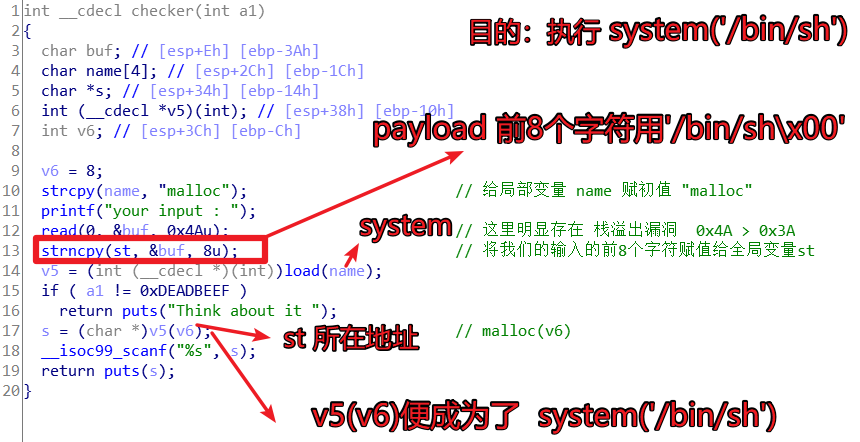 1 int __cdecl checker(int a1)
目的：执行 system('/bin/sh')
2 {
3 char buf; // [esp+Eh] [ebp-3Ah]
4 char name[4]; // [esp+2Ch] [ebp-1Ch]
5 char *s; // [esp+34h] [ebp-14h]
6 int (__cdecl *v5)(int); // [esp+38h] [ebp-10h]
7 int v6; // [esp+3Ch] [ebp-Ch]
payload 前8个字符用'/bin/sh\x00'
8
9 v6 = 8;
10 strcpy(name, "malloc"); // 给局部变量 name 赋初值 "malloc"
11 printf("your input : ");
12 read(0, &buf, 0x4Au); // 这里明显存在 栈溢出漏洞 0x4A > 0x3A
system
13 strncpy(st, &buf, 8u); // 将我们的输入的前8个字符赋值给全局变量st
14 v5 = (int (__cdecl *)(int))load(name);
15 if ( a1 != 0xDEADBEEF )
16 return puts("Think about it ");
17 s = (char *)v5(v6); // malloc(v6)
st 所在地址
18 __isoc99_scanf("%s", s);
19 return puts(s);
20 }
v5(v6)便成为了 system('/bin/sh')